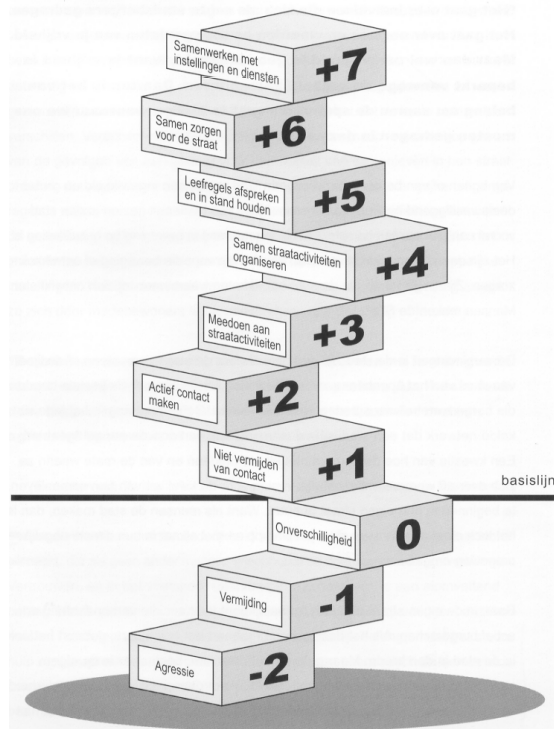 Samenwerken met
instellingen en diensten
+7
Samen zorgen
voor de straat
+6
Leefregels afspreken
en in stand houden
+5
Samen straatactiviteiten
organiseren
+4
Meedoen aan
straatactiviteiten
+3
Actief contact
maken
+2
Niet vermijden
van contact
+1
basislijn
Onverschilligheid
0
Vermijding
-1
Agressie
-2